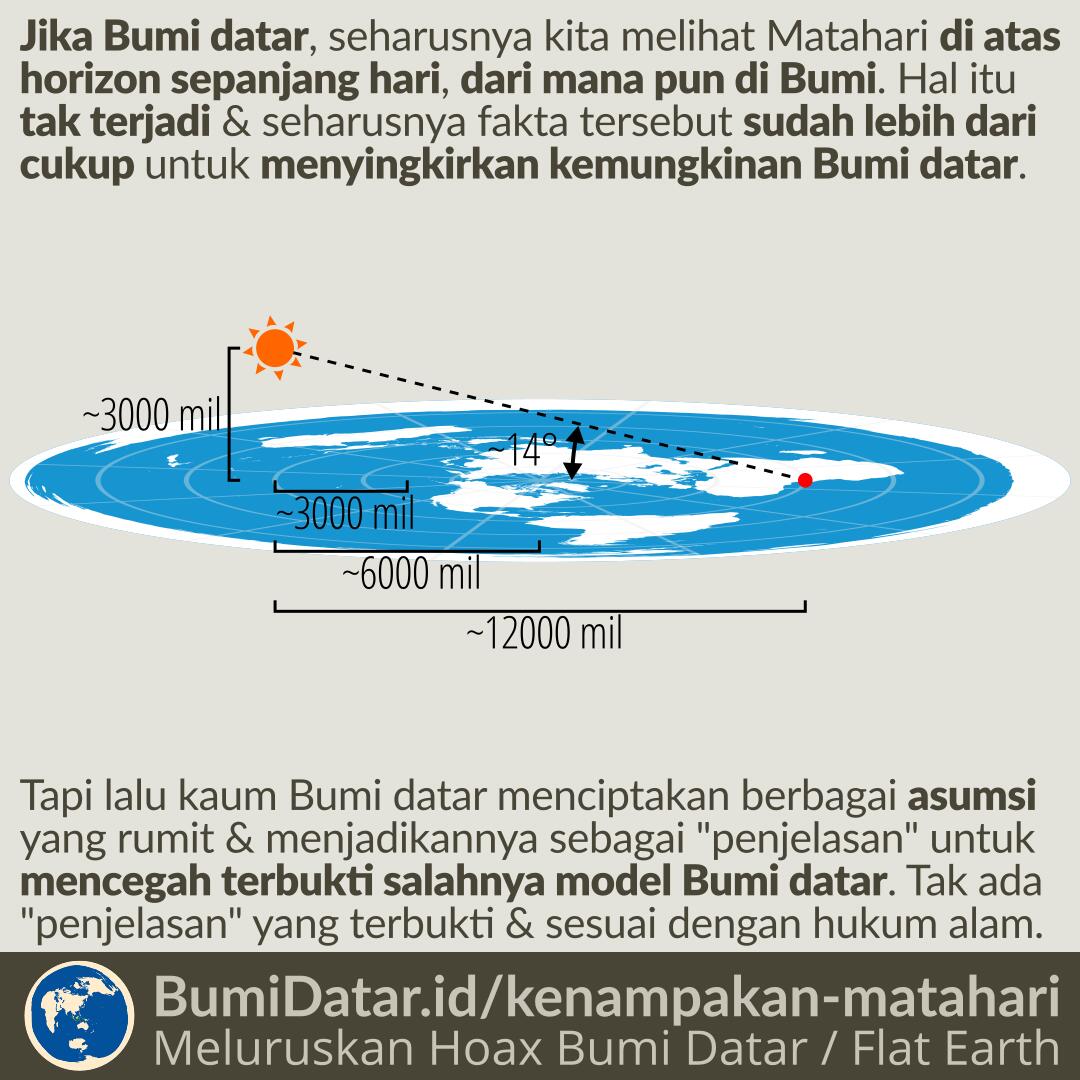 Jika Bumi datar, seharusnya kita melihat Matahari di atas
horizon sepanjang hari, dari mana pun di Bumi. Hal itu
tak terjadi & seharusnya fakta tersebut sudah lebih dari
cukup untuk menyingkirkan kemungkinan Bumi datar.
~3000 mil
~14°
~3000 mil
~6000 mil
~12000 mil
Tapi lalu kaum Bumi datar menciptakan berbagai asumsi
yang rumit & menjadikannya sebagai "penjelasan" untuk
mencegah terbukti salahnya model Bumi datar. Tak ada
"penjelasan" yang terbukti & sesuai dengan hukum alam.
BumiDatar.id/kenampakan-matahari
Meluruskan Hoax Bumi Datar / Flat Earth